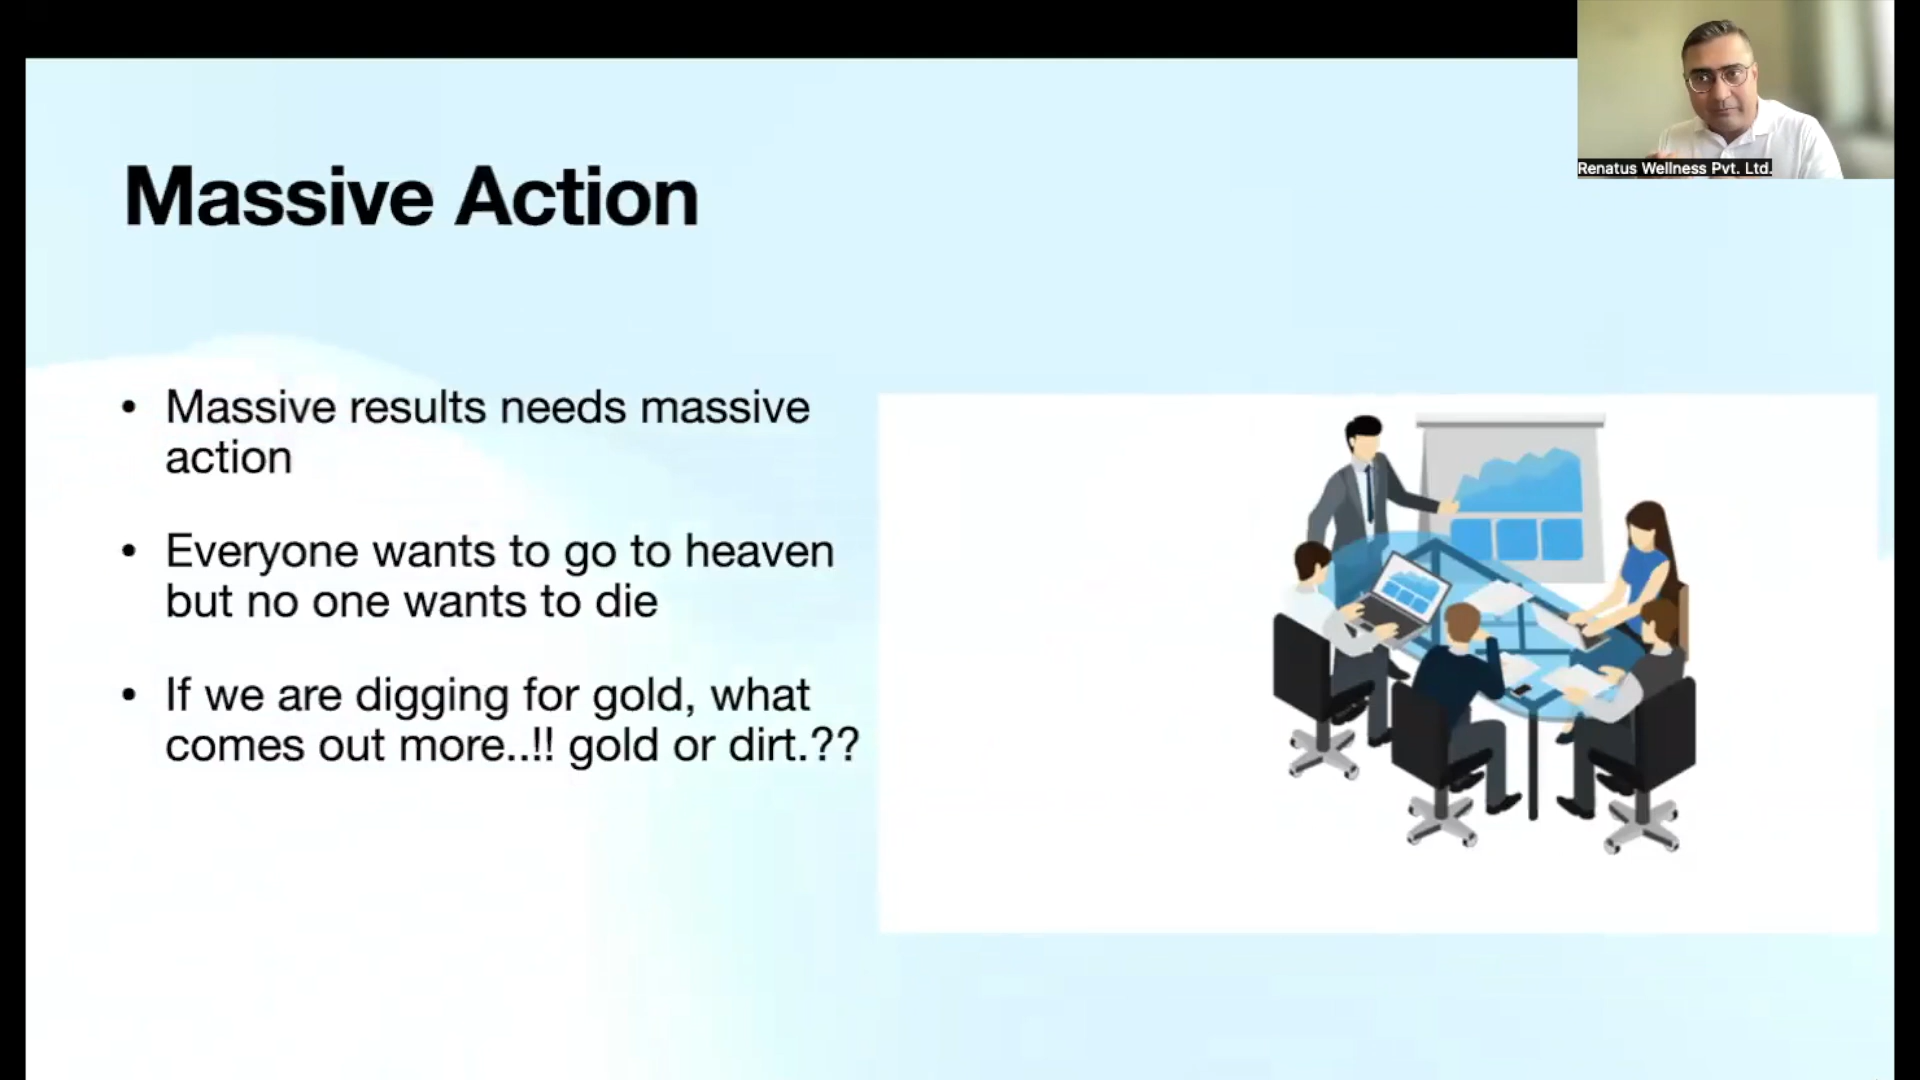 Renatus Wellness Pvt. Ltd.
Massive Action
• Massive results needs massive
action
• Everyone wants to go to heaven
but no one wants to die
• If we are digging for gold, what
comes out more..!! gold or dirt.??